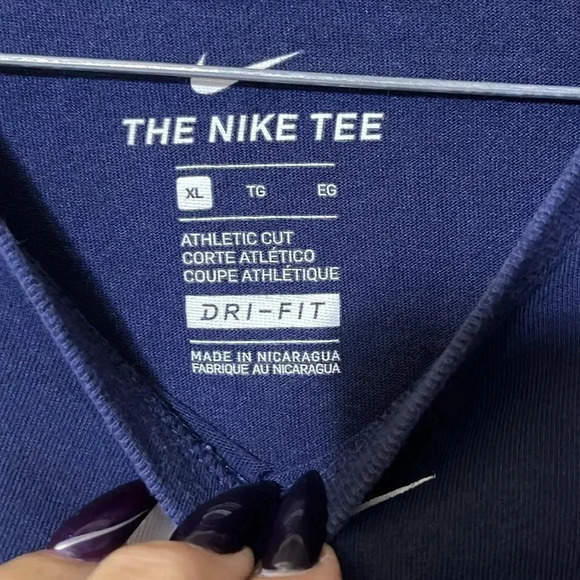 THE NIKE TEE
XL TG EG
ATHLETIC CUT
CORTE ATLÉTICO
COUPE ATHLÉTIQUE
DRI-FIT
MADE IN NICARAGUA
FABRIQUE AU NICARAGUA